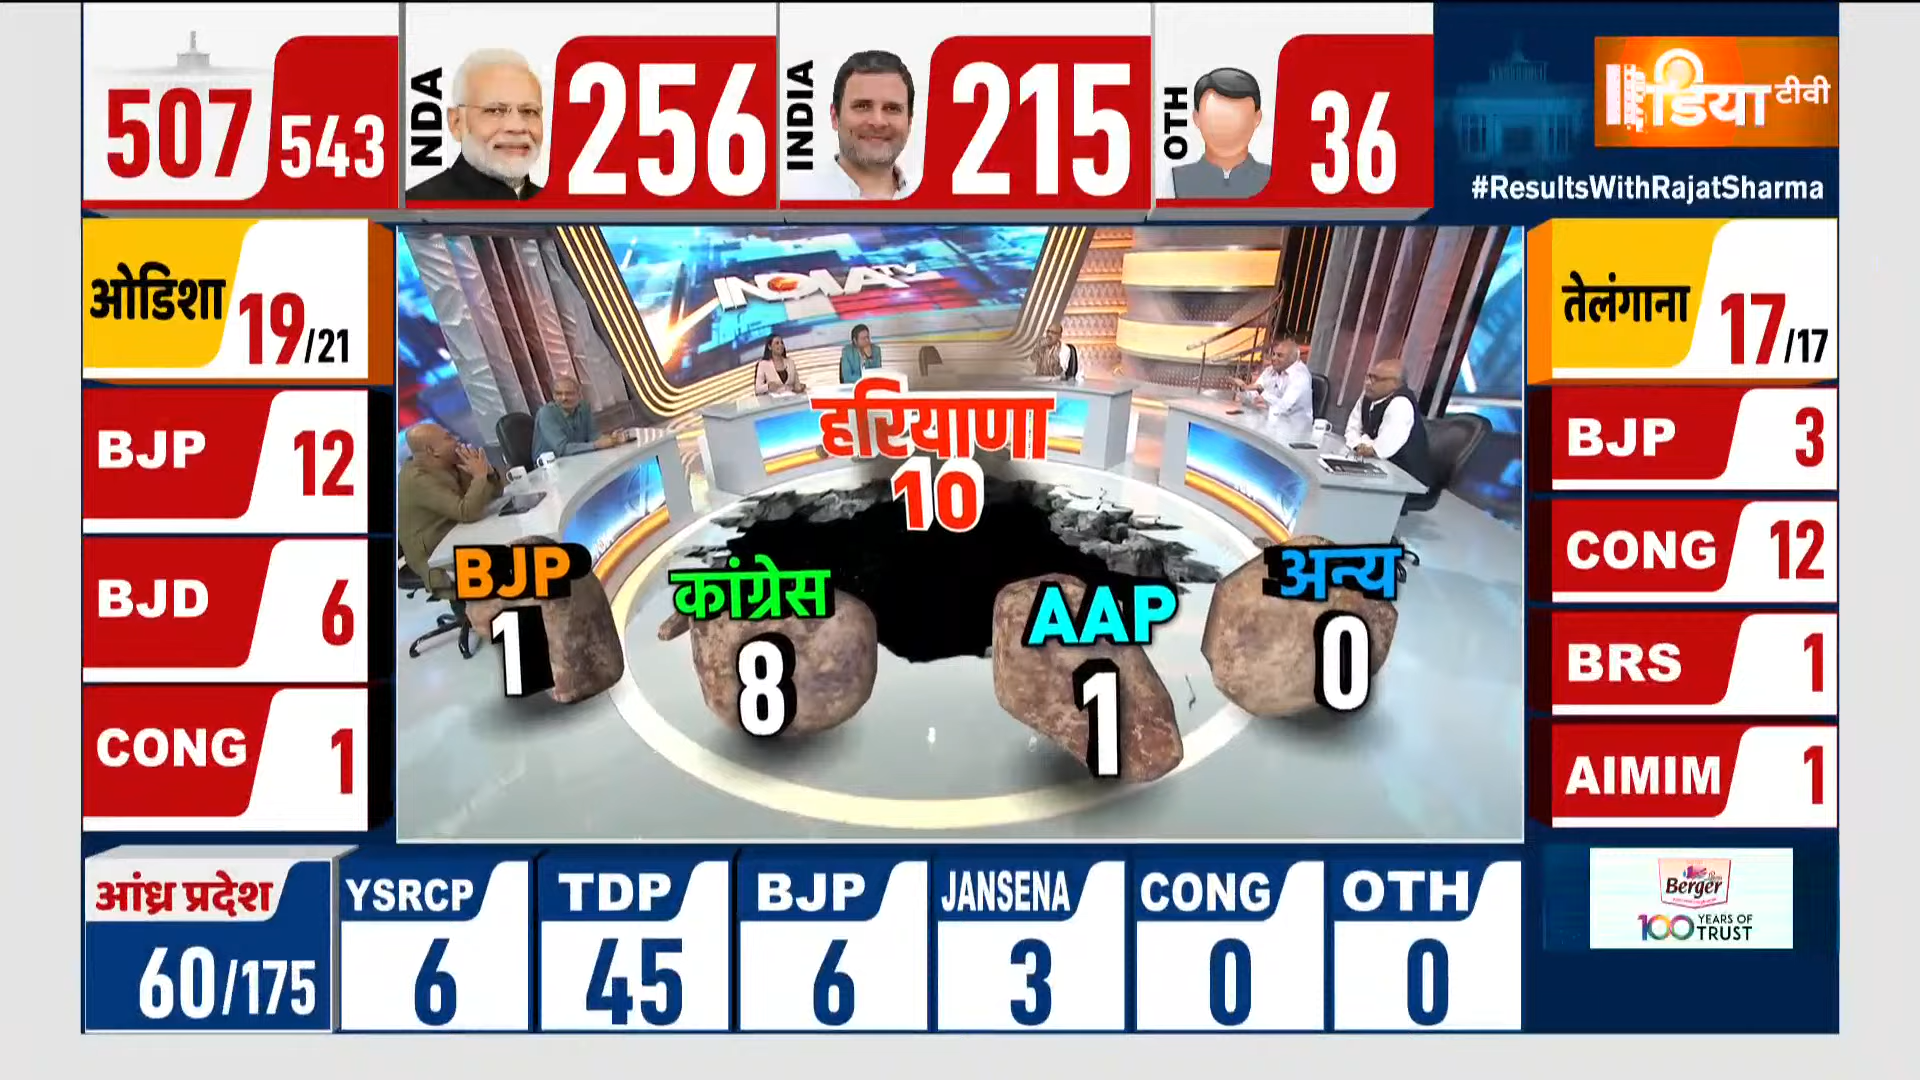 507 543
NDA 256
INDIA 215
OTH 36
इंडिया टीवी
#ResultsWithRajatSharma
ओडिशा 19/21
BJP 12
BJD 6
CONG 1
INDIA TV
हरियाणा
10
BJP
1
कांग्रेस
8
AAP
1
अन्य
0
तेलंगाना 17/17
BJP 3
CONG 12
BRS 1
AIMIM 1
आंध्र प्रदेश
60/175
YSRCP
6
TDP
45
BJP
6
JANSENA
3
CONG
0
OTH
0
Berger
100 YEARS OF
TRUST